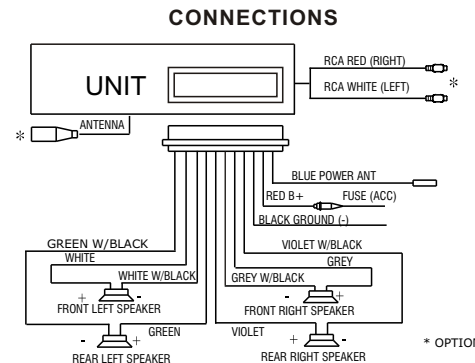 CONNECTIONS
RCA RED (RIGHT)
RCA WHITE (LEFT)
*
UNIT
* ANTENNA
BLUE POWER ANT
RED B+ FUSE (ACC)
BLACK GROUND (-)
GREEN W/BLACK
VIOLET W/BLACK
WHITE
GREY
WHITE W/BLACK
GREY W/BLACK
+ -
- +
FRONT LEFT SPEAKER
FRONT RIGHT SPEAKER
GREEN
VIOLET
+ -
+ -
REAR LEFT SPEAKER
REAR RIGHT SPEAKER